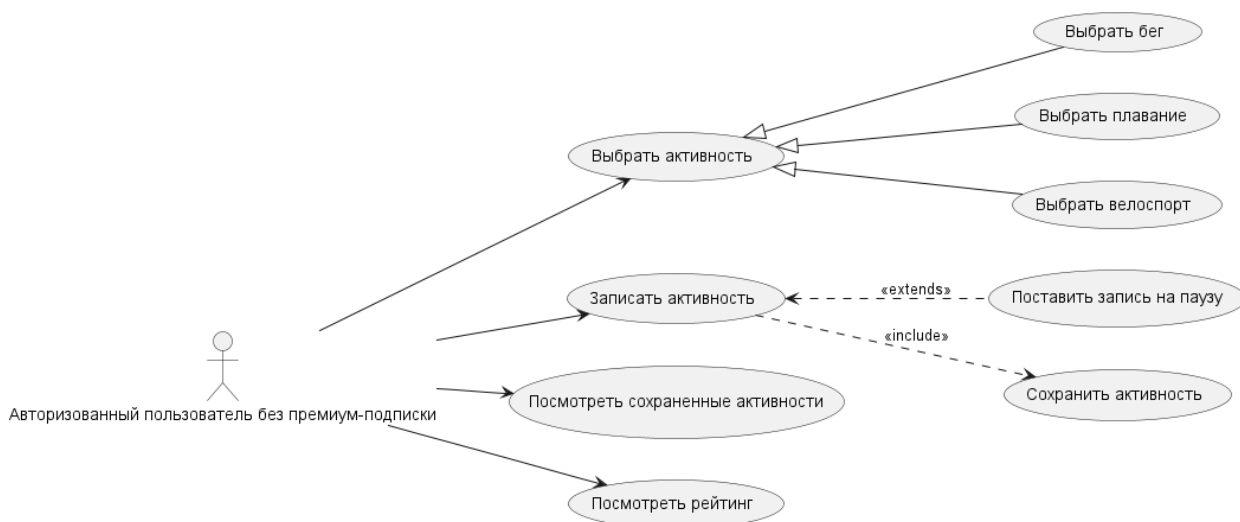 Выбрать бег
Выбрать плавание
Выбрать активность
Выбрать велоспорт
Записать активность
«extends»
Поставить запись на паузу
«include»
Сохранить активность
Посмотреть сохраненные активности
Авторизованный пользователь без премиум-подписки
Посмотреть рейтинг